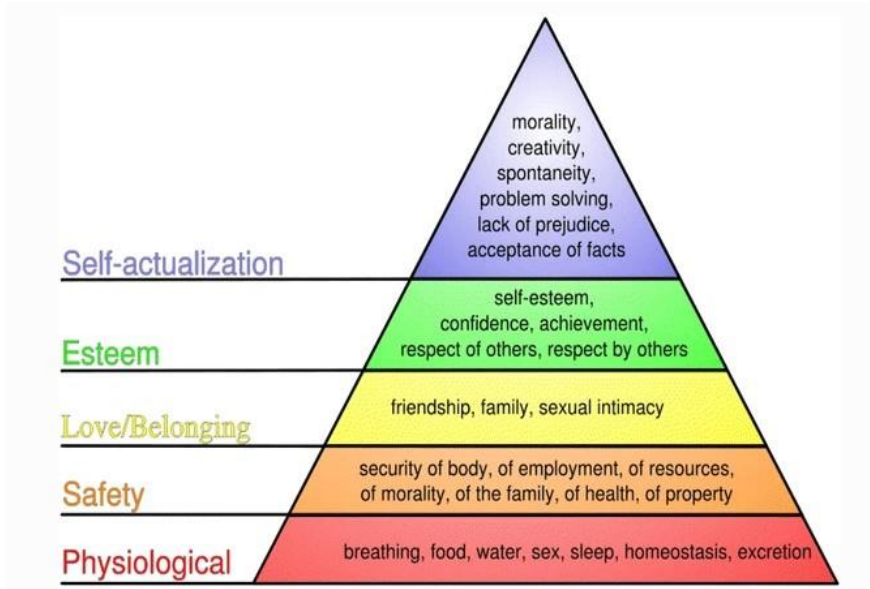 morality,
creativity,
spontaneity,
problem solving,
lack of prejudice,
acceptance of facts
Self-actualization
self-esteem,
confidence, achievement,
respect of others, respect by others
Esteem
friendship, family, sexual intimacy
Love/Belonging
security of body, of employment, of resources,
of morality, of the family, of health, of property
Safety
breathing, food, water, sex, sleep, homeostasis, excretion
Physiological